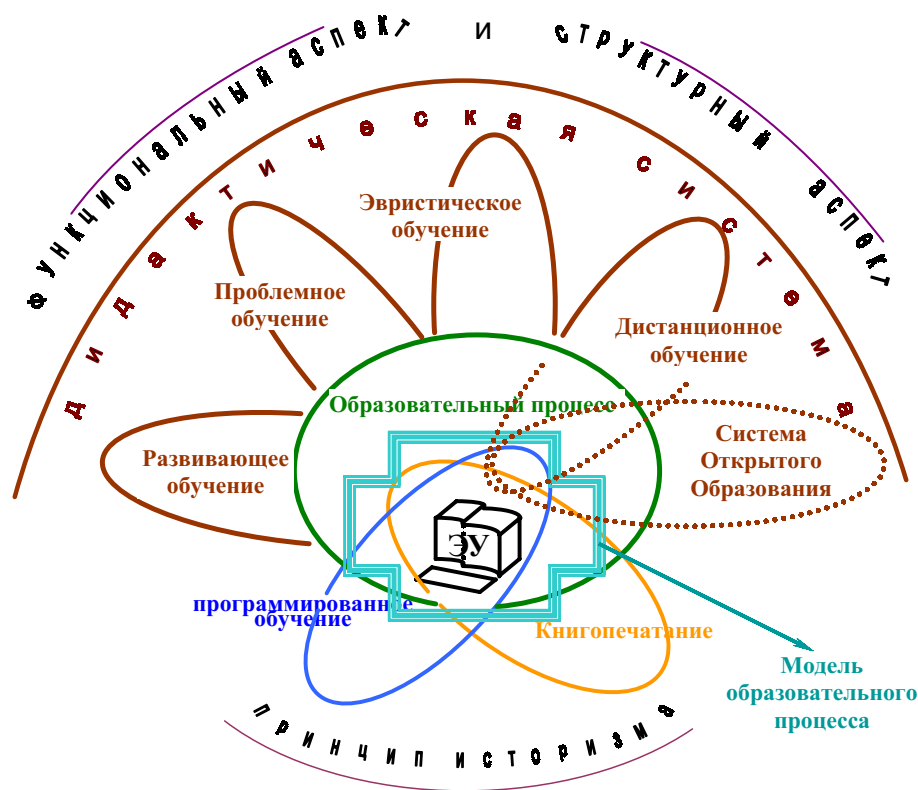 Функциональный аспект и структурный аспект
дидактическая система
Эвристическое
обучение
Проблемное
обучение
Дистанционное
обучение
Образовательный процесс
Развивающее
обучение
Система
Открытого
Образования
ЭУ
программированное
обучение
Книгопечатание
Модель
образовательного
процесса
принцип историзма